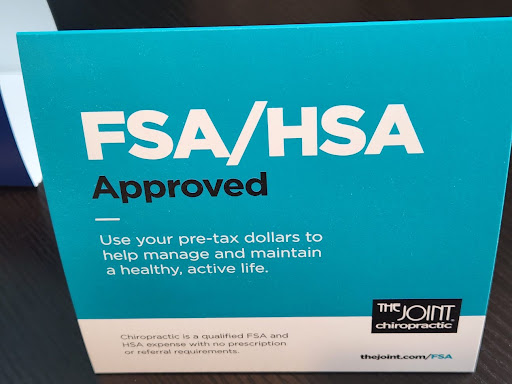 FSA/HSA
Approved
Use your pre-tax dollars to
help manage and maintain
a healthy, active life.
THE JOINT
chiropractic
Chiropractic is a qualified FSA and
HSA expense with no prescription
or referral requirements.
thejoint.com/FSA